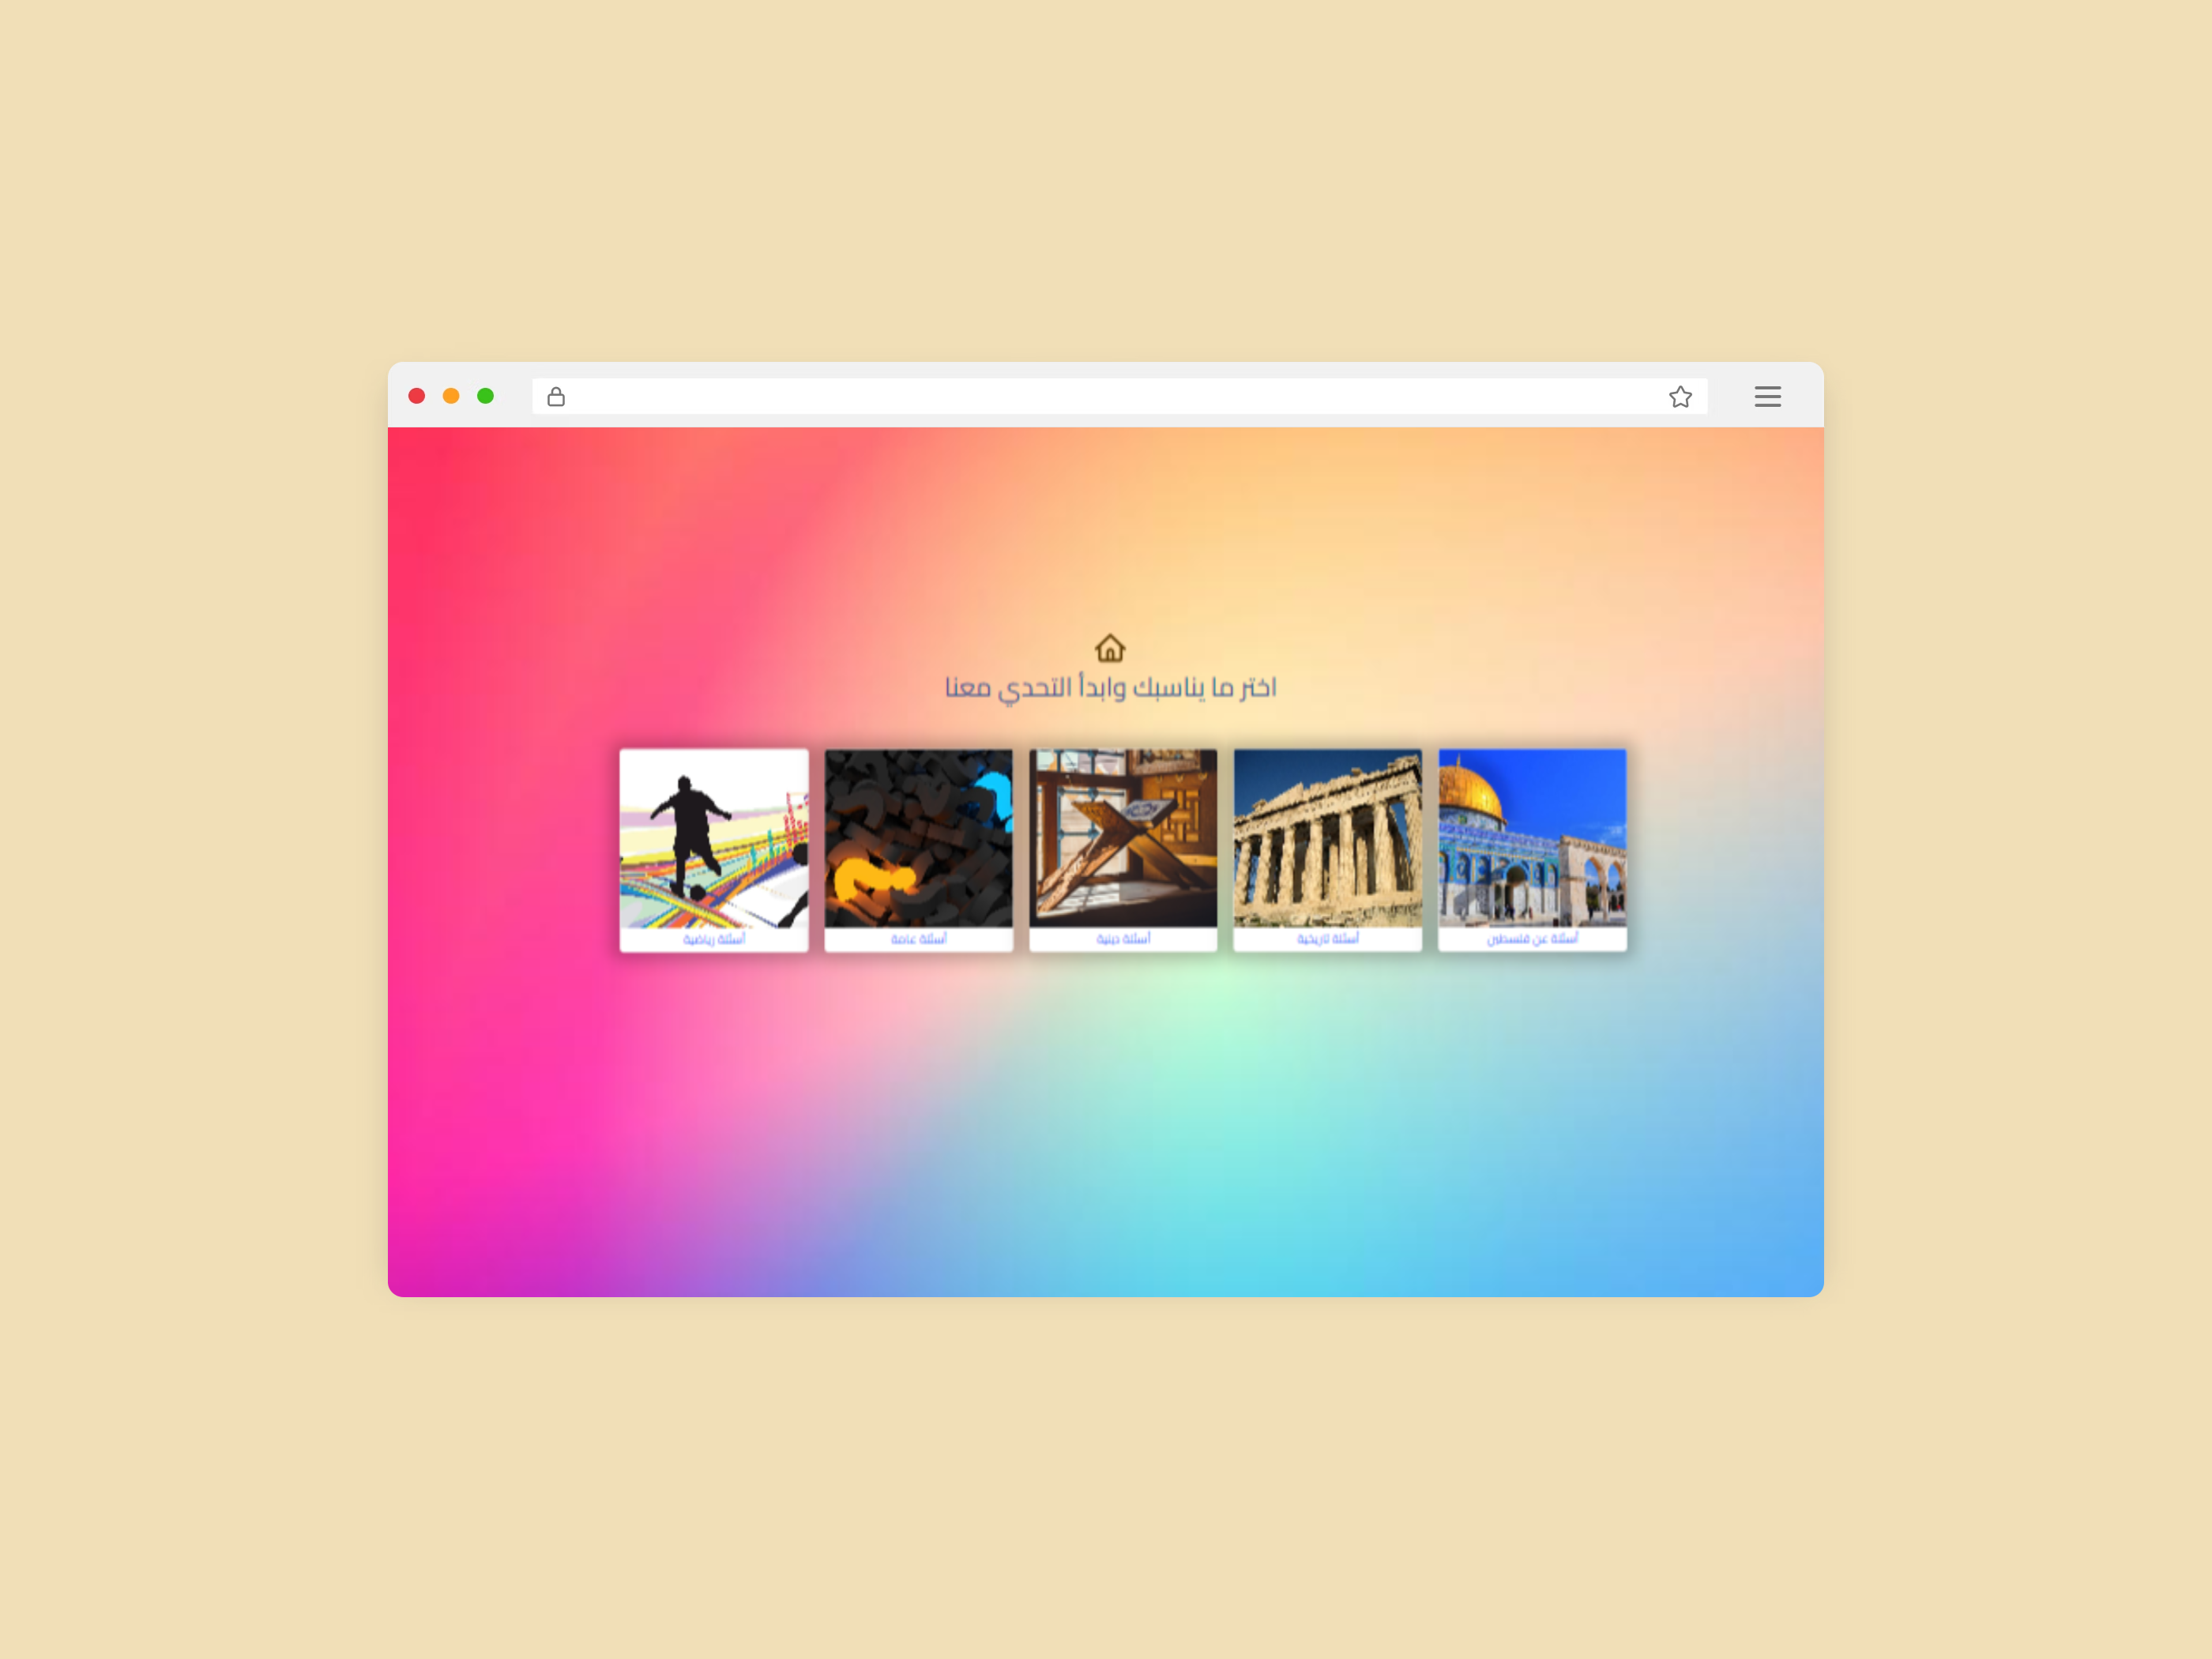 اختر ما يناسبك وابدأ التحدي معنا
أسئلة عن فلسطين
أسئلة تاريخية
أسئلة دينية
أسئلة عامة
أسئلة رياضية